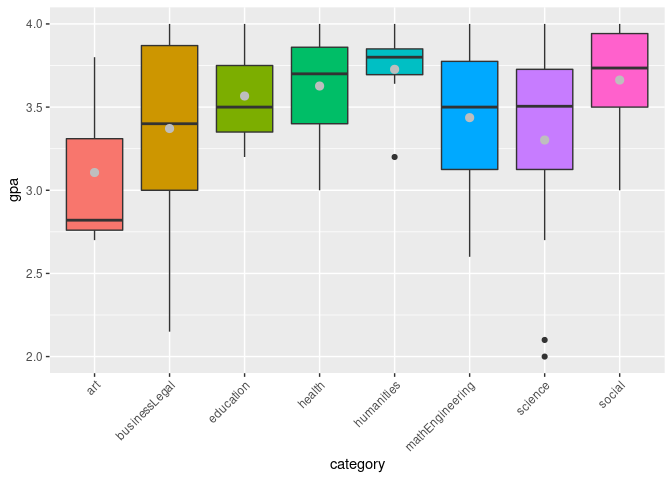 4.0
3.5
3.0
2.5
2.0
gpa
art
businessLegal
education
health
humanities
mathEngineering
science
social
category